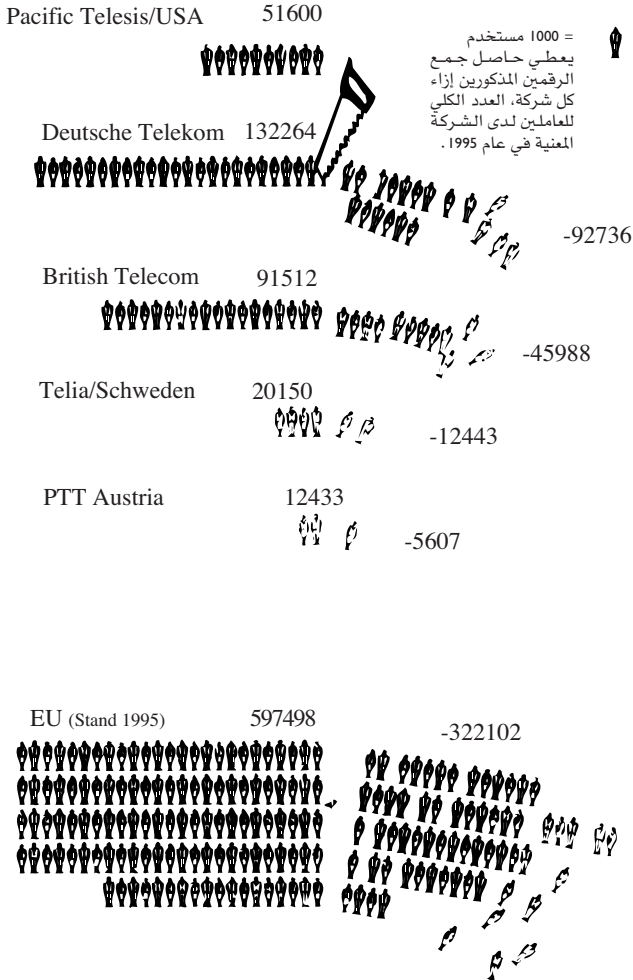 Pacific Telesis/USA 51600
= 1000 مستخدم
يعطي حاصل جمع
الرقمين المذكورين إزاء
كل شركة، العدد الكلي
للعاملين لدى الشركة
المعنية في عام 1995.
Deutsche Telekom 132264
-92736
British Telecom 91512
-45988
Telia/Schweden 20150
-12443
PTT Austria 12433
-5607
EU (Stand 1995) 597498
-322102